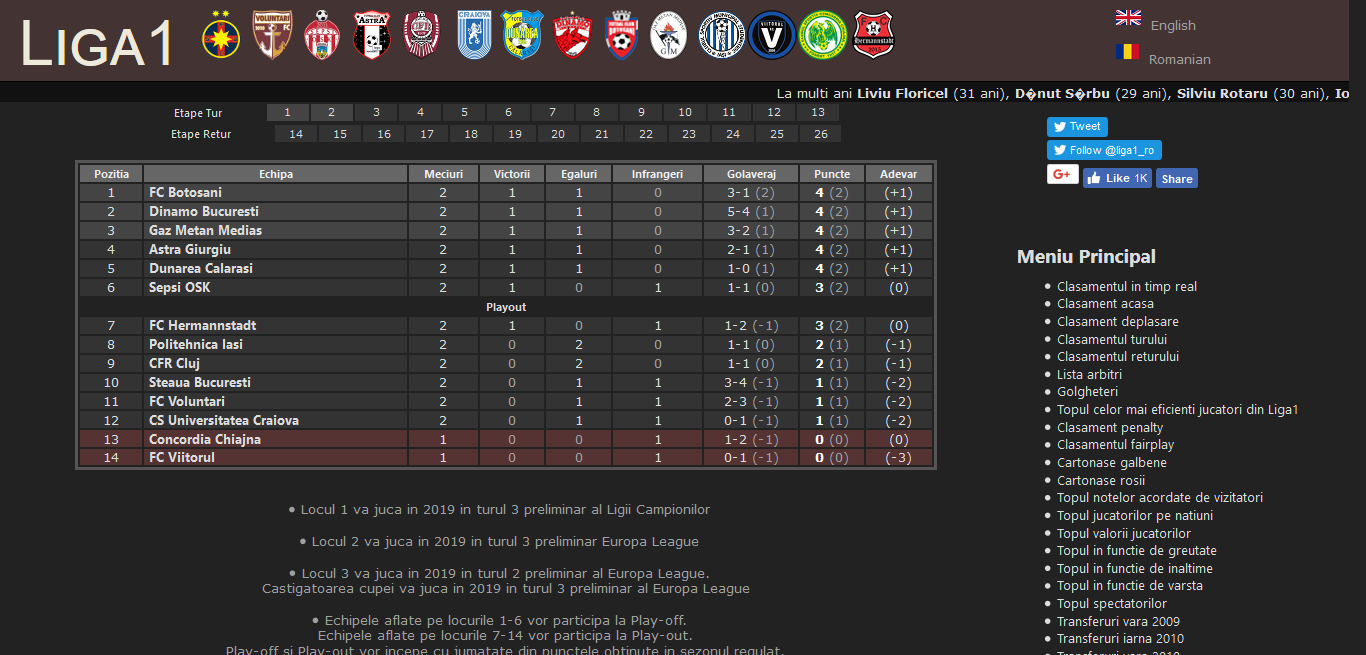 LIGA1
English
Romanian
La multi ani Liviu Floricel (31 ani), D�nut S�rbu (29 ani), Silviu Rotaru (30 ani), Io
Etape Tur 1 2 3 4 5 6 7 8 9 10 11 12 13
Etape Retur 14 15 16 17 18 19 20 21 22 23 24 25 26
Tweet
Follow @liga1_ro
G+ Like 1K Share
Pozitia Echipa Meciuri Victorii Egaluri Infrangeri Golaveraj Puncte Adevar
1 FC Botosani 2 1 1 0 3-1 (2) 4 (2) (+1)
2 Dinamo Bucuresti 2 1 1 0 5-4 (1) 4 (2) (+1)
3 Gaz Metan Medias 2 1 1 0 3-2 (1) 4 (2) (+1)
4 Astra Giurgiu 2 1 1 0 2-1 (1) 4 (2) (+1)
5 Dunarea Calarasi 2 1 1 0 1-0 (1) 4 (2) (+1)
6 Sepsi OSK 2 1 0 1 1-1 (0) 3 (2) (0)
Playout
7 FC Hermannstadt 2 1 0 1 1-2 (-1) 3 (2) (0)
8 Politehnica Iasi 2 0 2 0 1-1 (0) 2 (1) (-1)
9 CFR Cluj 2 0 2 0 1-1 (0) 2 (1) (-1)
10 Steaua Bucuresti 2 0 1 1 3-4 (-1) 1 (1) (-2)
11 FC Voluntari 2 0 1 1 2-3 (-1) 1 (1) (-2)
12 CS Universitatea Craiova 2 0 1 1 0-1 (-1) 1 (1) (-2)
13 Concordia Chiajna 1 0 0 1 1-2 (-1) 0 (0) (0)
14 FC Viitorul 1 0 0 1 0-1 (-1) 0 (0) (-3)
• Locul 1 va juca in 2019 in turul 3 preliminar al Ligii Campionilor
• Locul 2 va juca in 2019 in turul 3 preliminar Europa League
• Locul 3 va juca in 2019 in turul 2 preliminar al Europa League.
Castigatoarea cupei va juca in 2019 in turul 3 preliminar al Europa League
• Echipele aflate pe locurile 1-6 vor participa la Play-off.
Echipele aflate pe locurile 7-14 vor participa la Play-out.
Play-off si Play-out vor incepe cu jumatate din punctele obtinute in sezonul regulat.
Meniu Principal
• Clasamentul in timp real
• Clasament acasa
• Clasament deplasare
• Clasamentul turului
• Clasamentul returului
• Lista arbitri
• Golgheteri
• Topul celor mai eficienti jucatori din Liga1
• Clasament penalty
• Clasamentul fairplay
• Cartonase galbene
• Cartonase rosii
• Topul notelor acordate de vizitatori
• Topul jucatorilor pe natiuni
• Topul valorii jucatorilor
• Topul in functie de greutate
• Topul in functie de inaltime
• Topul in functie de varsta
• Topul spectatorilor
• Transferuri vara 2009
• Transferuri iarna 2010
• Transferuri vara 2010